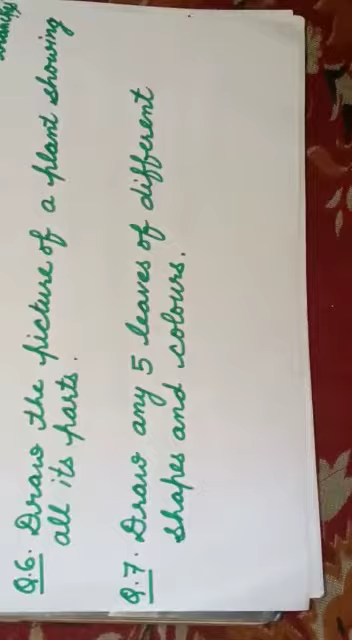 Q.6. Draw the picture of a plant showing
all its parts.
Q.7. Draw any 5 leaves of different
shapes and colours.